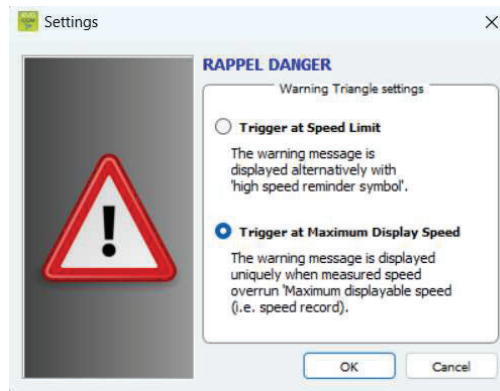 Settings
RAPPEL DANGER
Warning Triangle settings
Trigger at Speed Limit
The warning message is
displayed alternatively with
'high speed reminder symbol'.
Trigger at Maximum Display Speed
The warning message is displayed
uniquely when measured speed
overrun 'Maximum displayable speed
(i.e. speed record).
OK
Cancel